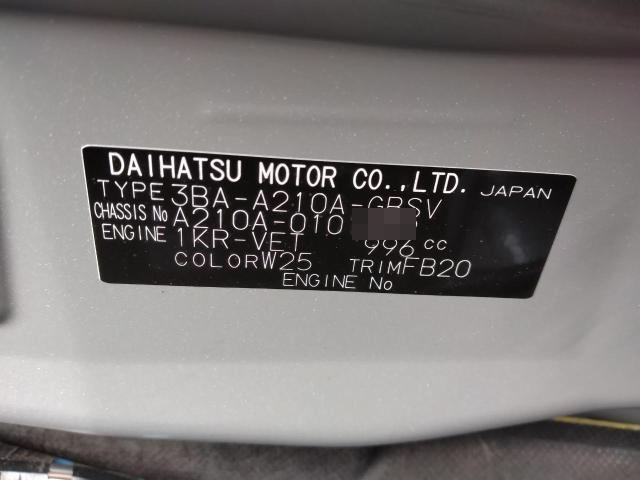 DAIHATSU MOTOR CO.,LTD. JAPAN
TYPE 3BA-A210A-GBSV
CHASSIS No A210A-010
ENGINE 1KR-VET 996 cc
COLOR W25 TRIM FB20
ENGINE No